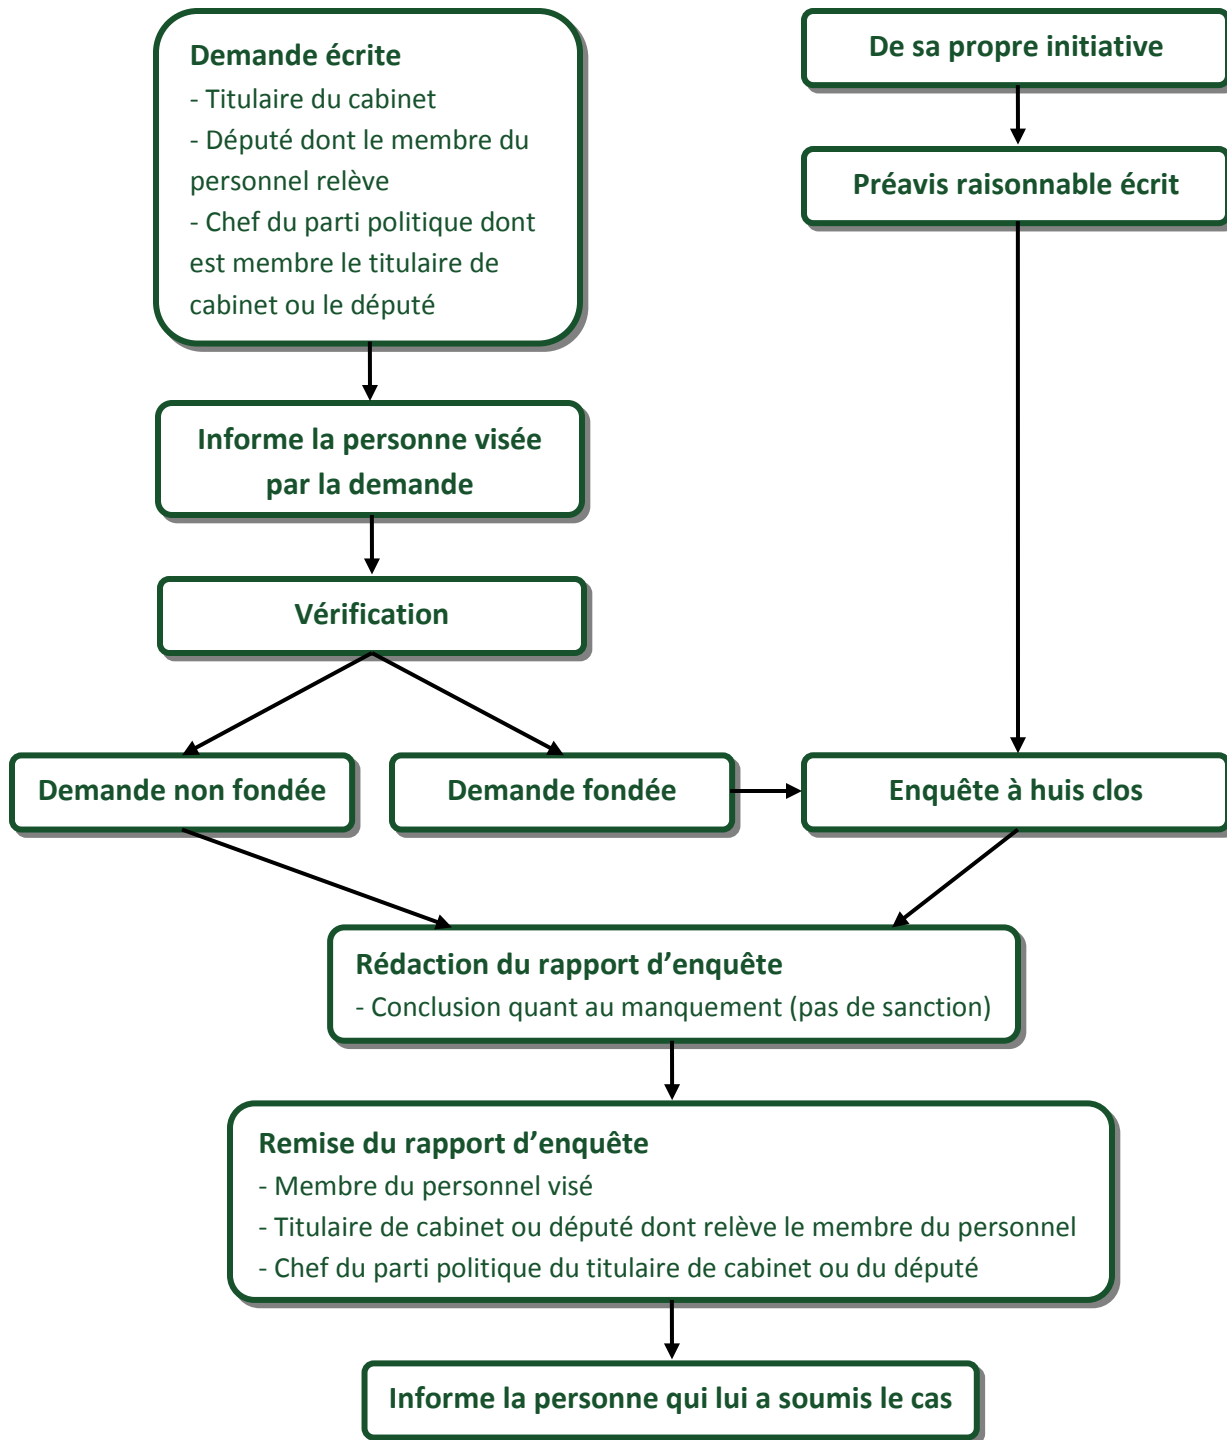 Demande écrite
- Titulaire du cabinet
- Député dont le membre du
personnel relève
- Chef du parti politique dont
est membre le titulaire de
cabinet ou le député
De sa propre initiative
Préavis raisonnable écrit
Informe la personne visée
par la demande
Vérification
Demande non fondée
Demande fondée
Enquête à huis clos
Rédaction du rapport d’enquête
- Conclusion quant au manquement (pas de sanction)
Remise du rapport d’enquête
- Membre du personnel visé
- Titulaire de cabinet ou député dont relève le membre du personnel
- Chef du parti politique du titulaire de cabinet ou du député
Informe la personne qui lui a soumis le cas